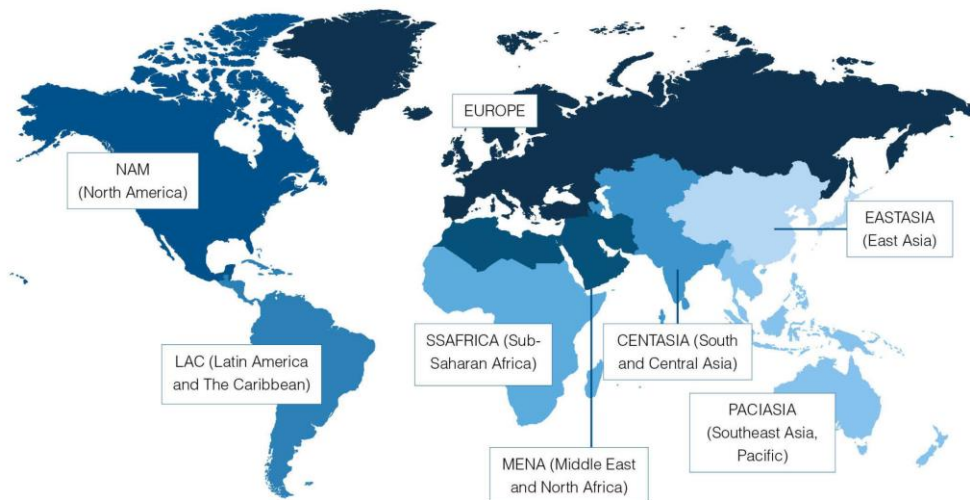 EUROPE
NAM
(North America)
EASTASIA
(East Asia)
SSAFRICA (Sub-
Saharan Africa)
CENTASIA (South
and Central Asia)
LAC (Latin America
and The Caribbean)
PACIASIA
(Southeast Asia,
Pacific)
MENA (Middle East
and North Africa)